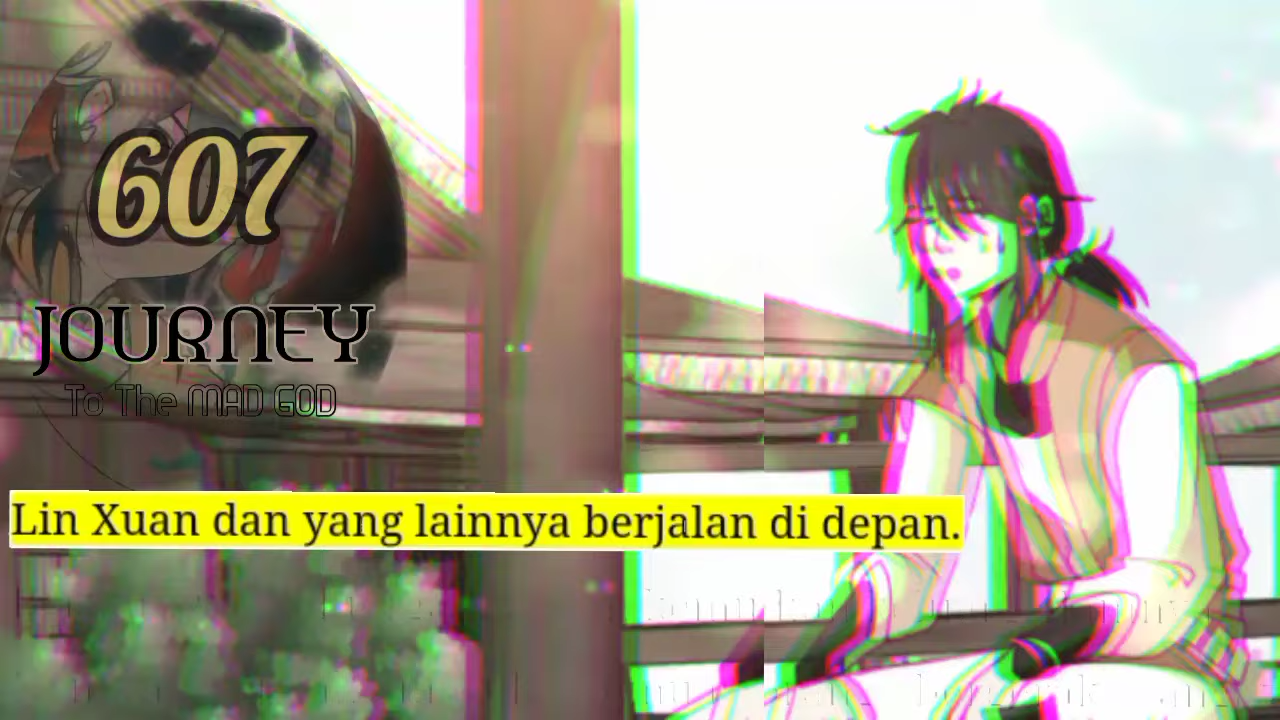 607
JOURNEY
To The MAD GOD
Lin Xuan dan yang lainnya berjalan di depan.